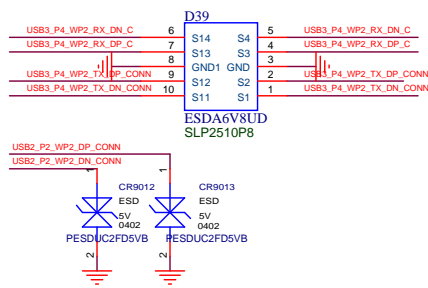 D39
USB3_P4_WP2_RX_DN_C 6 S14 S4 5 USB3_P4_WP2_RX_DN_C
USB3_P4_WP2_RX_DP_C 7 S13 S3 4 USB3_P4_WP2_RX_DP_C
8 GND1 GND 3
USB3_P4_WP2_TX_DP_CONN 9 S12 S2 2 USB3_P4_WP2_TX_DP_CONN
USB3_P4_WP2_TX_DN_CONN 10 S11 S1 1 USB3_P4_WP2_TX_DN_CONN
ESDA6V8UD
SLP2510P8
USB2_P2_WP2_DP_CONN
USB2_P2_WP2_DN_CONN
1 1
CR9012 CR9013
ESD ESD
5V 5V
0402 0402
PESDUC2FD5VB PESDUC2FD5VB
2 2